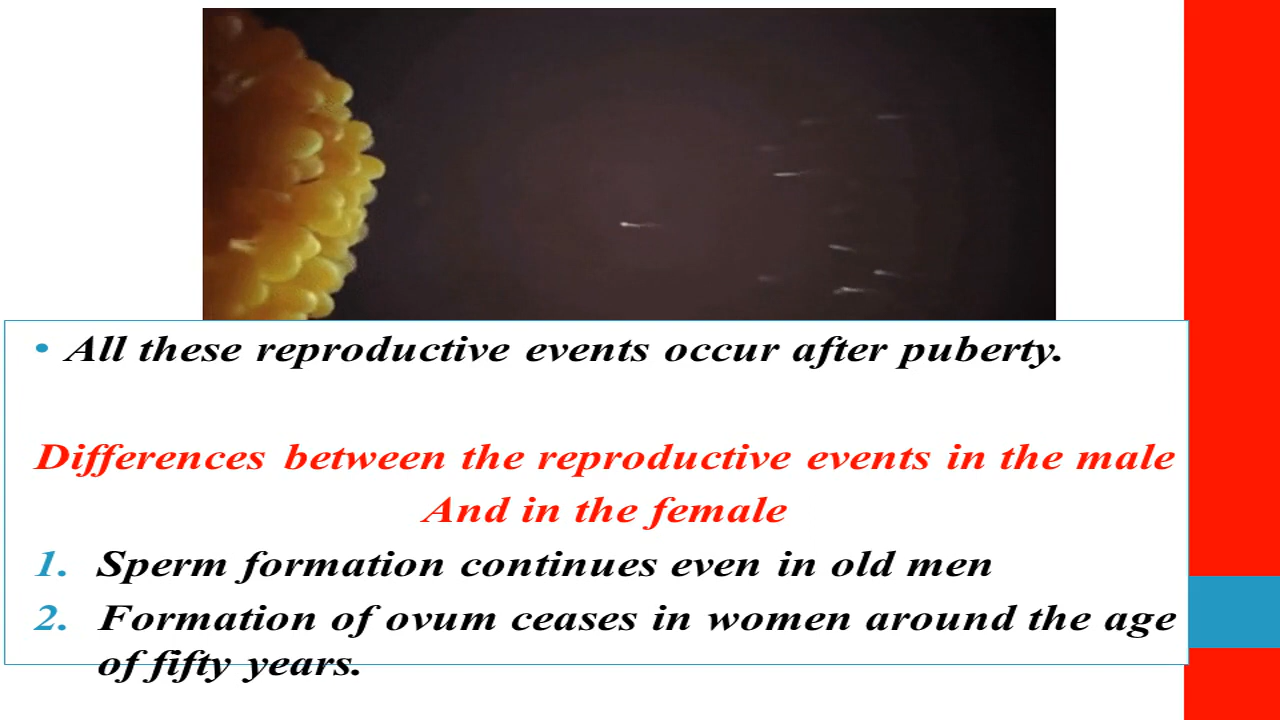 • All these reproductive events occur after puberty.
Differences between the reproductive events in the male
And in the female
1. Sperm formation continues even in old men
2. Formation of ovum ceases in women around the age
of fifty years.